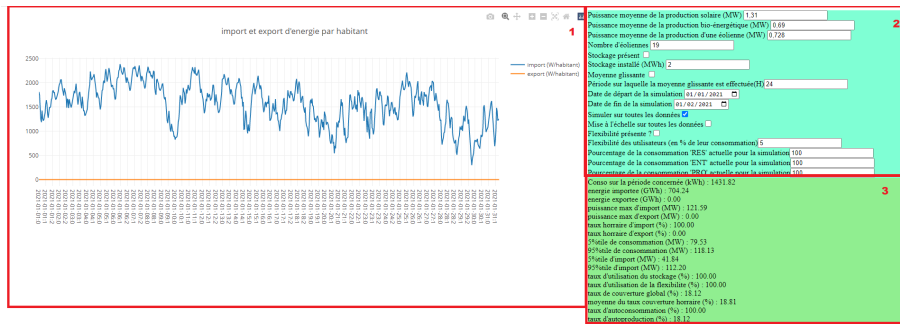 import et export d'energie par habitant
1
import (W/habitant)
export (W/habitant)
2500
2000
1500
1000
500
0
2
Puissance moyenne de la production solaire (MW) 1,31
Puissance moyenne de la production bio-énergétique (MW) 0,69
Puissance moyenne de la production d'une éolienne (MW) 0,728
Nombre d'éoliennes 19
Stockage présent
Stockage installé (MWh) 2
Moyenne glissante
Période sur laquelle la moyenne glissante est effectuée(H) 24
Date de départ de la simulation 01/01/2021
Date de fin de la simulation 01/02/2021
Simuler sur toutes les données
Mise à l'échelle sur toutes les données
Flexibilité présente ?
Flexibilité des utilisateurs (en % de leur consommation) 5
Pourcentage de la consommation 'RES' actuelle pour la simulation 100
Pourcentage de la consommation 'ENT' actuelle pour la simulation 100
Pourcentage de la consommation 'PRO' actuelle pour la simulation 100
3
Conso sur la période concernée (kWh) : 1431.82
energie importee (GWh) : 704.24
energie exportee (GWh) : 0.00
puissance max d'import (MW) : 121.59
puissance max d'export (MW) : 0.00
taux horraire d'import (%) : 100.00
taux horraire d'export (%) : 0.00
5%tile de consommation (MW) : 79.53
95%tile de consommation (MW) : 118.13
5%tile d'import (MW) : 41.84
95%tile d'import (MW) : 112.20
taux d'utilisation du stockage (%) : 100.00
taux d'utilisation de la flexibilite (%) : 100.00
taux de couverture global (%) : 18.12
moyenne du taux couverture horaire (%) : 18.81
taux d'autoconsommation (%) : 100.00
taux d'autoproduction (%) : 18.12